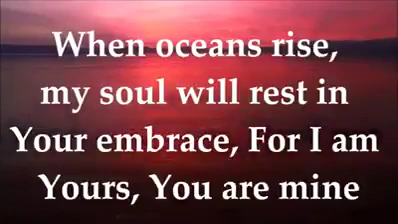 When oceans rise,
my soul will rest in
Your embrace, For I am
Yours, You are mine